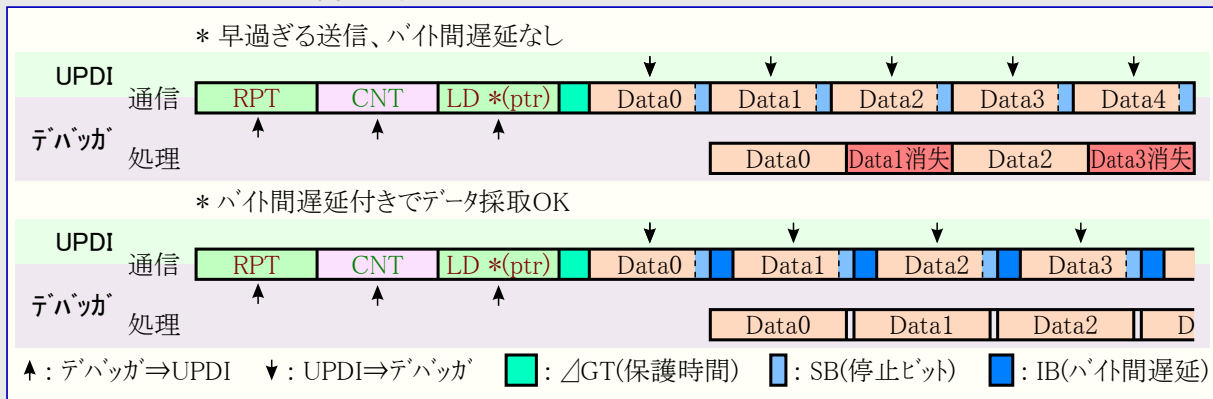 * 早過ぎる送信、バイト間遅延なし
UPDI
通信 RPT CNT LD *(ptr) Data0 Data1 Data2 Data3 Data4
デバッガ
処理 Data0 Data1消失 Data2 Data3消失
* バイト間遅延付きでデータ採取OK
UPDI
通信 RPT CNT LD *(ptr) Data0 Data1 Data2 Data3
デバッガ
処理 Data0 Data1 Data2 D
: デバッガ⇒UPDI : UPDI⇒デバッガ : ⊿GT(保護時間) : SB(停止ビット) : IB(バイト間遅延)